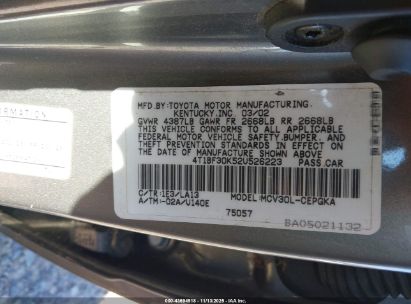 FORMATION
MFD.BY:TOYOTA MOTOR MANUFACTURING
KENTUCKY,INC. 03/02
GVWR 4387LB GAWR FR 2668LB RR 2668LB
THIS VEHICLE CONFORMS TO ALL APPLICABLE
FEDERAL MOTOR VEHICLE SAFETY,BUMPER, AND
THEFT PREVENTION STANDARDS IN EFFECT ON
THE DATE OF MANUFACTURE SHOWN ABOVE.
4T1BF30K52U526223 PASS.CAR
C/TR:1E3/LA13 MODEL:MCV30L-CEPGKA
A/TM:-02A/U140E
75057
BA05021132